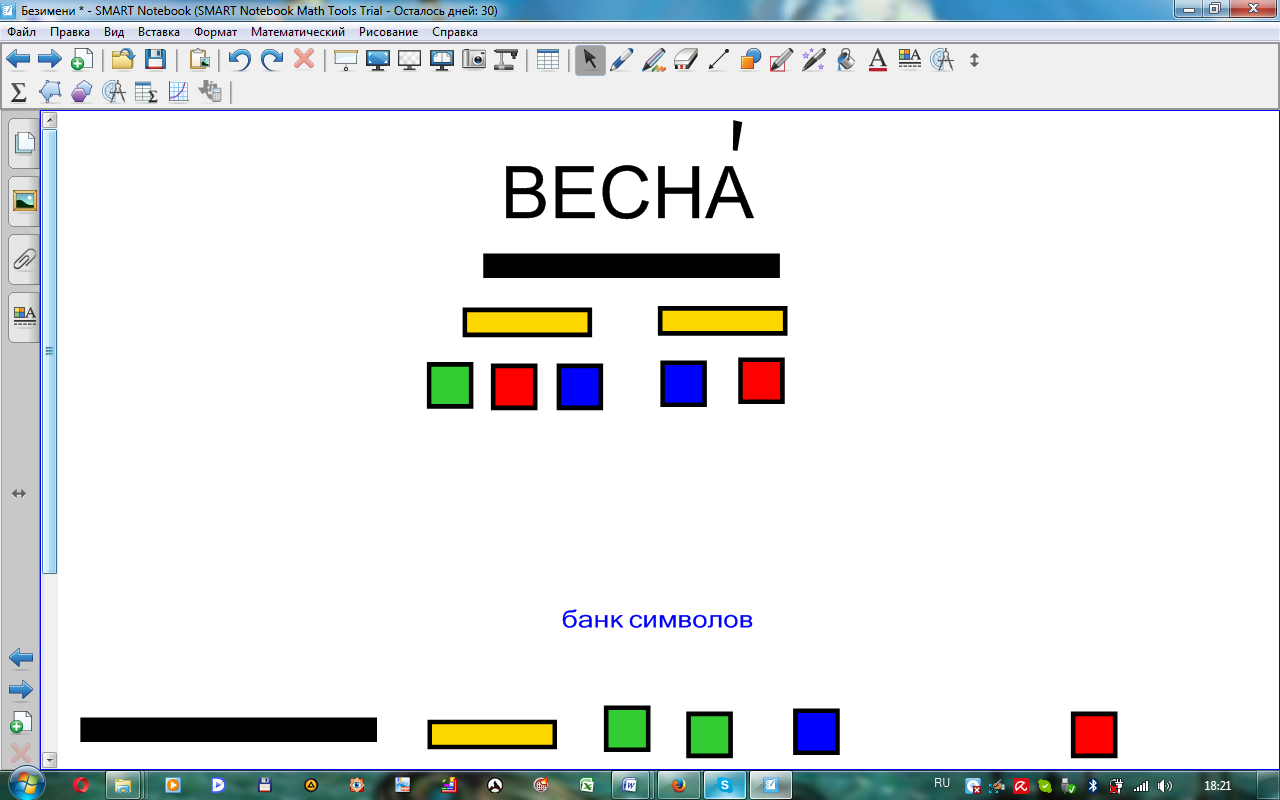 Безимени * - SMART Notebook (SMART Notebook Math Tools Trial - Осталось дней: 30)
Файл Правка Вид Вставка Формат Математический Рисование Справка
ВЕСНА́
банк символов
RU 18:21